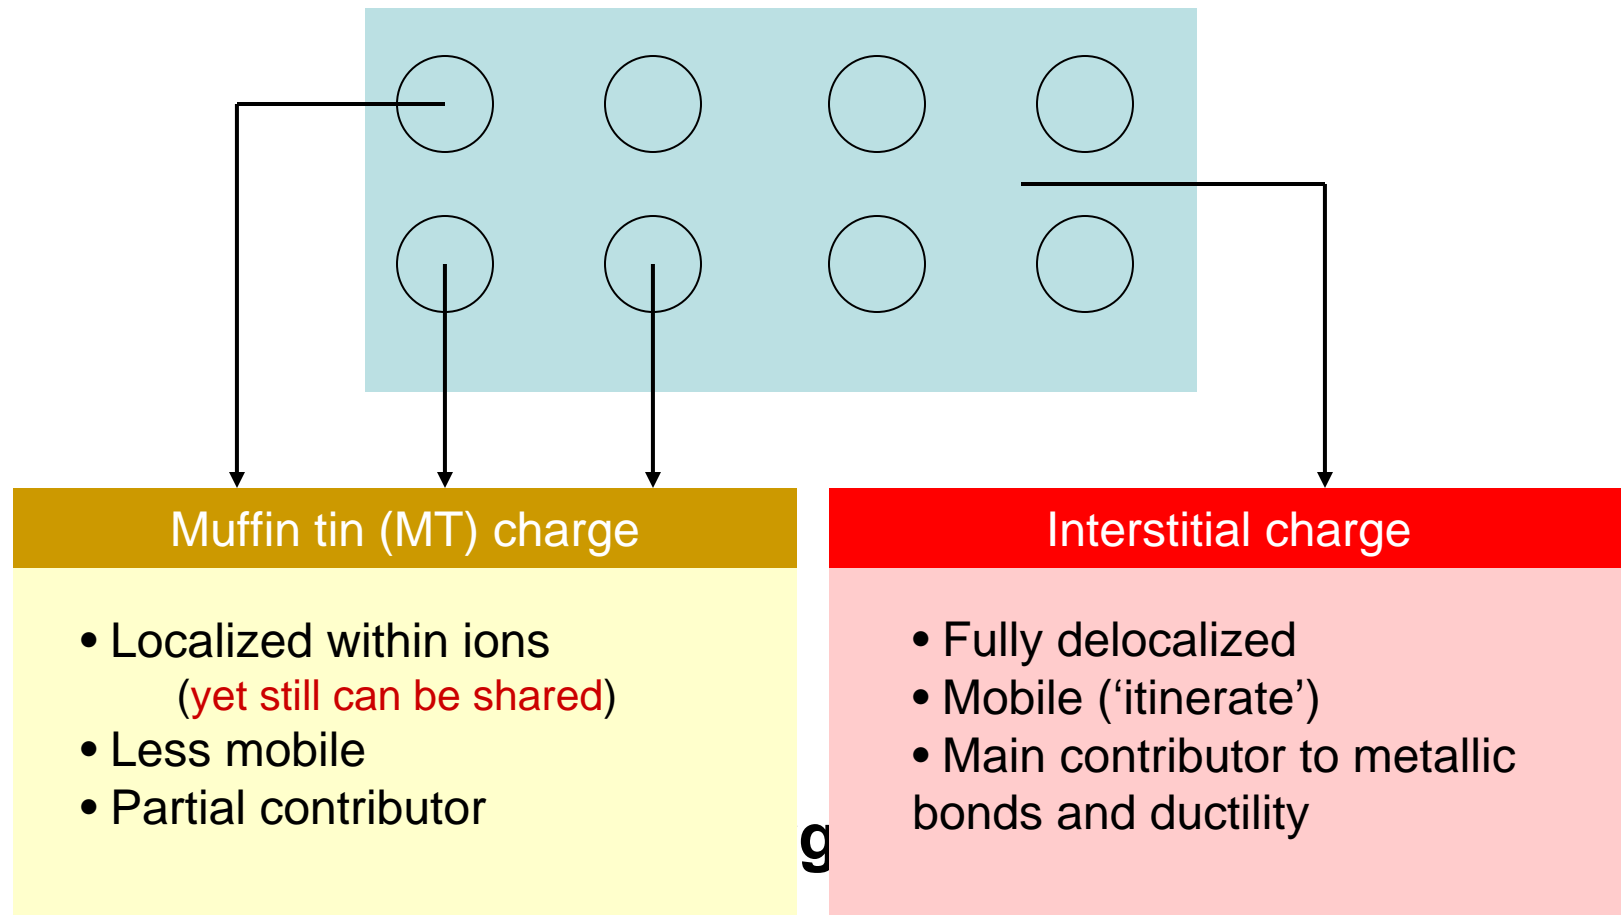 Muffin tin (MT) charge
• Localized within ions
(yet still can be shared)
• Less mobile
• Partial contributor
Interstitial charge
• Fully delocalized
• Mobile (‘itinerate’)
• Main contributor to metallic
bonds and ductility